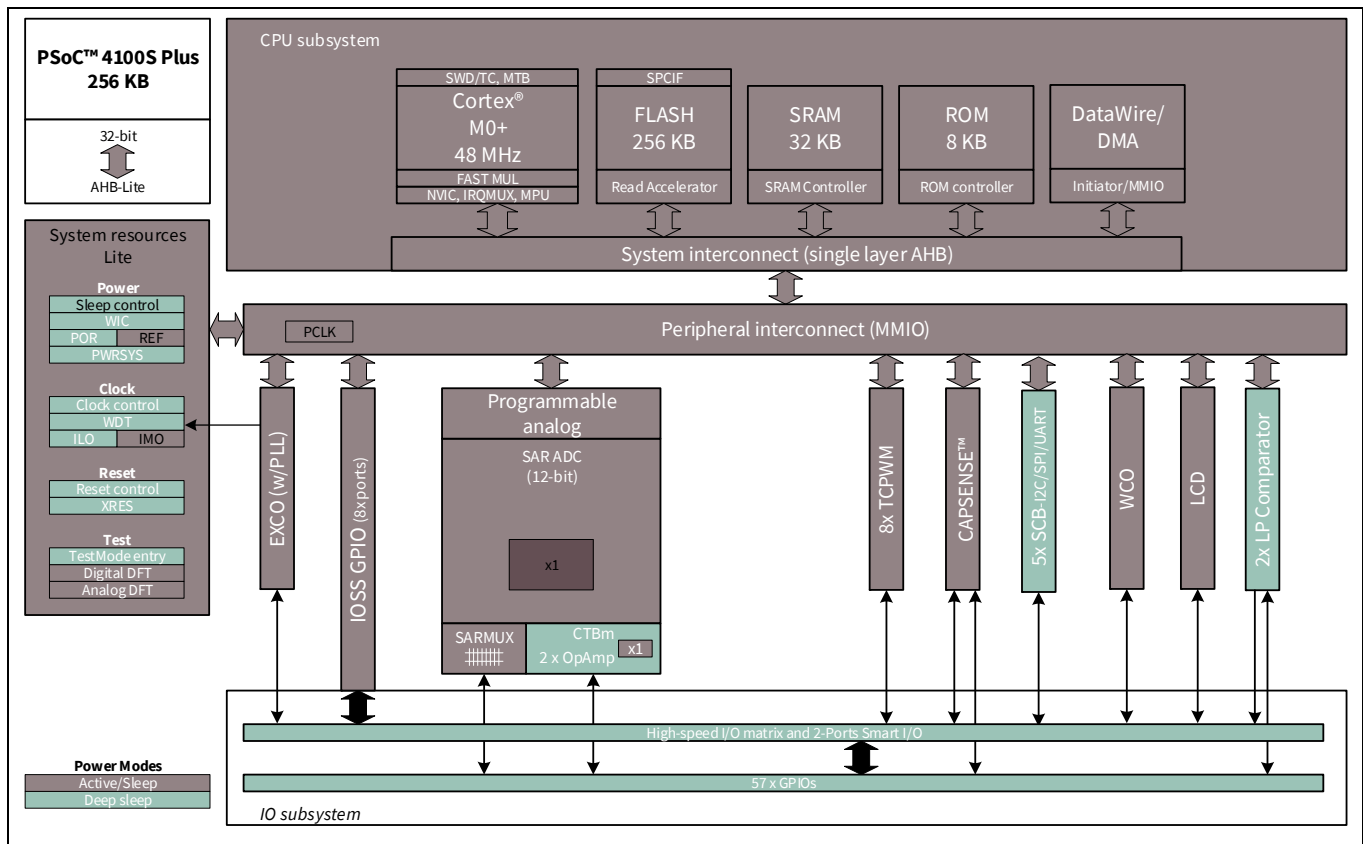 PSoC™ 4100S Plus
256 KB
32-bit
AHB-Lite
CPU subsystem
SWD/TC, MTB
Cortex®
M0+
48 MHz
FAST MUL
NVIC, IRQMUX, MPU
SPCIF
FLASH
256 KB
Read Accelerator
SRAM
32 KB
SRAM Controller
ROM
8 KB
ROM controller
DataWire/
DMA
Initiator/MMIO
System interconnect (single layer AHB)
System resources
Lite
Power
Sleep control
WIC
POR
REF
PWRSYS
Clock
Clock control
WDT
ILO
IMO
Reset
Reset control
XRES
Test
TestMode entry
Digital DFT
Analog DFT
PCLK
Peripheral interconnect (MMIO)
EXCO (w/PLL)
IOSS GPIO (8xports)
Programmable
analog
SAR ADC
(12-bit)
x1
SARMUX
CTBm
2 x OpAmp
x1
8x TCPWM
CAPSENSE™
5x SCB-I2C/SPI/UART
WCO
LCD
2x LP Comparator
High-speed I/O matrix and 2-Ports Smart I/O
57 x GPIOs
IO subsystem
Power Modes
Active/Sleep
Deep sleep